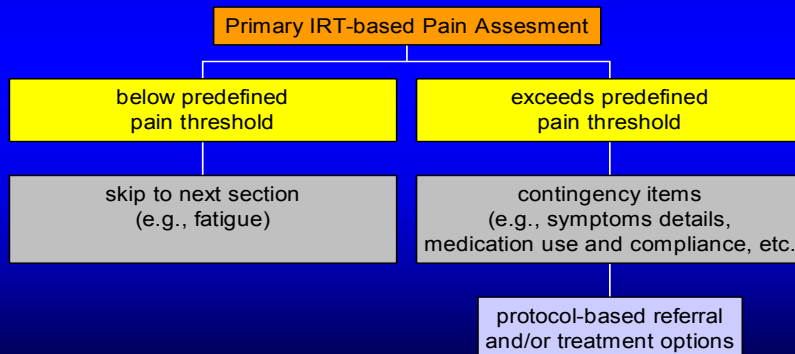 Primary IRT-based Pain Assesment
below predefined
pain threshold
exceeds predefined
pain threshold
skip to next section
(e.g., fatigue)
contingency items
(e.g., symptoms details,
medication use and compliance, etc.
protocol-based referral
and/or treatment options